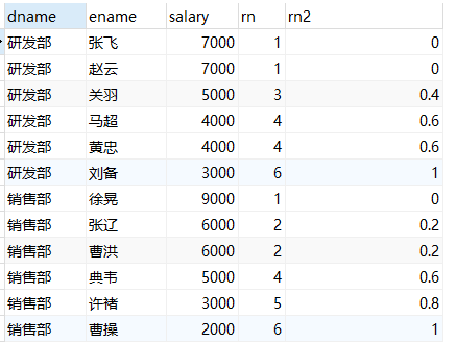 dname ename salary rn rn2
研发部 张飞 7000 1 0
研发部 赵云 7000 1 0
研发部 关羽 5000 3 0.4
研发部 马超 4000 4 0.6
研发部 黄忠 4000 4 0.6
研发部 刘备 3000 6 1
销售部 徐晃 9000 1 0
销售部 张辽 6000 2 0.2
销售部 曹洪 6000 2 0.2
销售部 典韦 5000 4 0.6
销售部 许褚 3000 5 0.8
销售部 曹操 2000 6 1